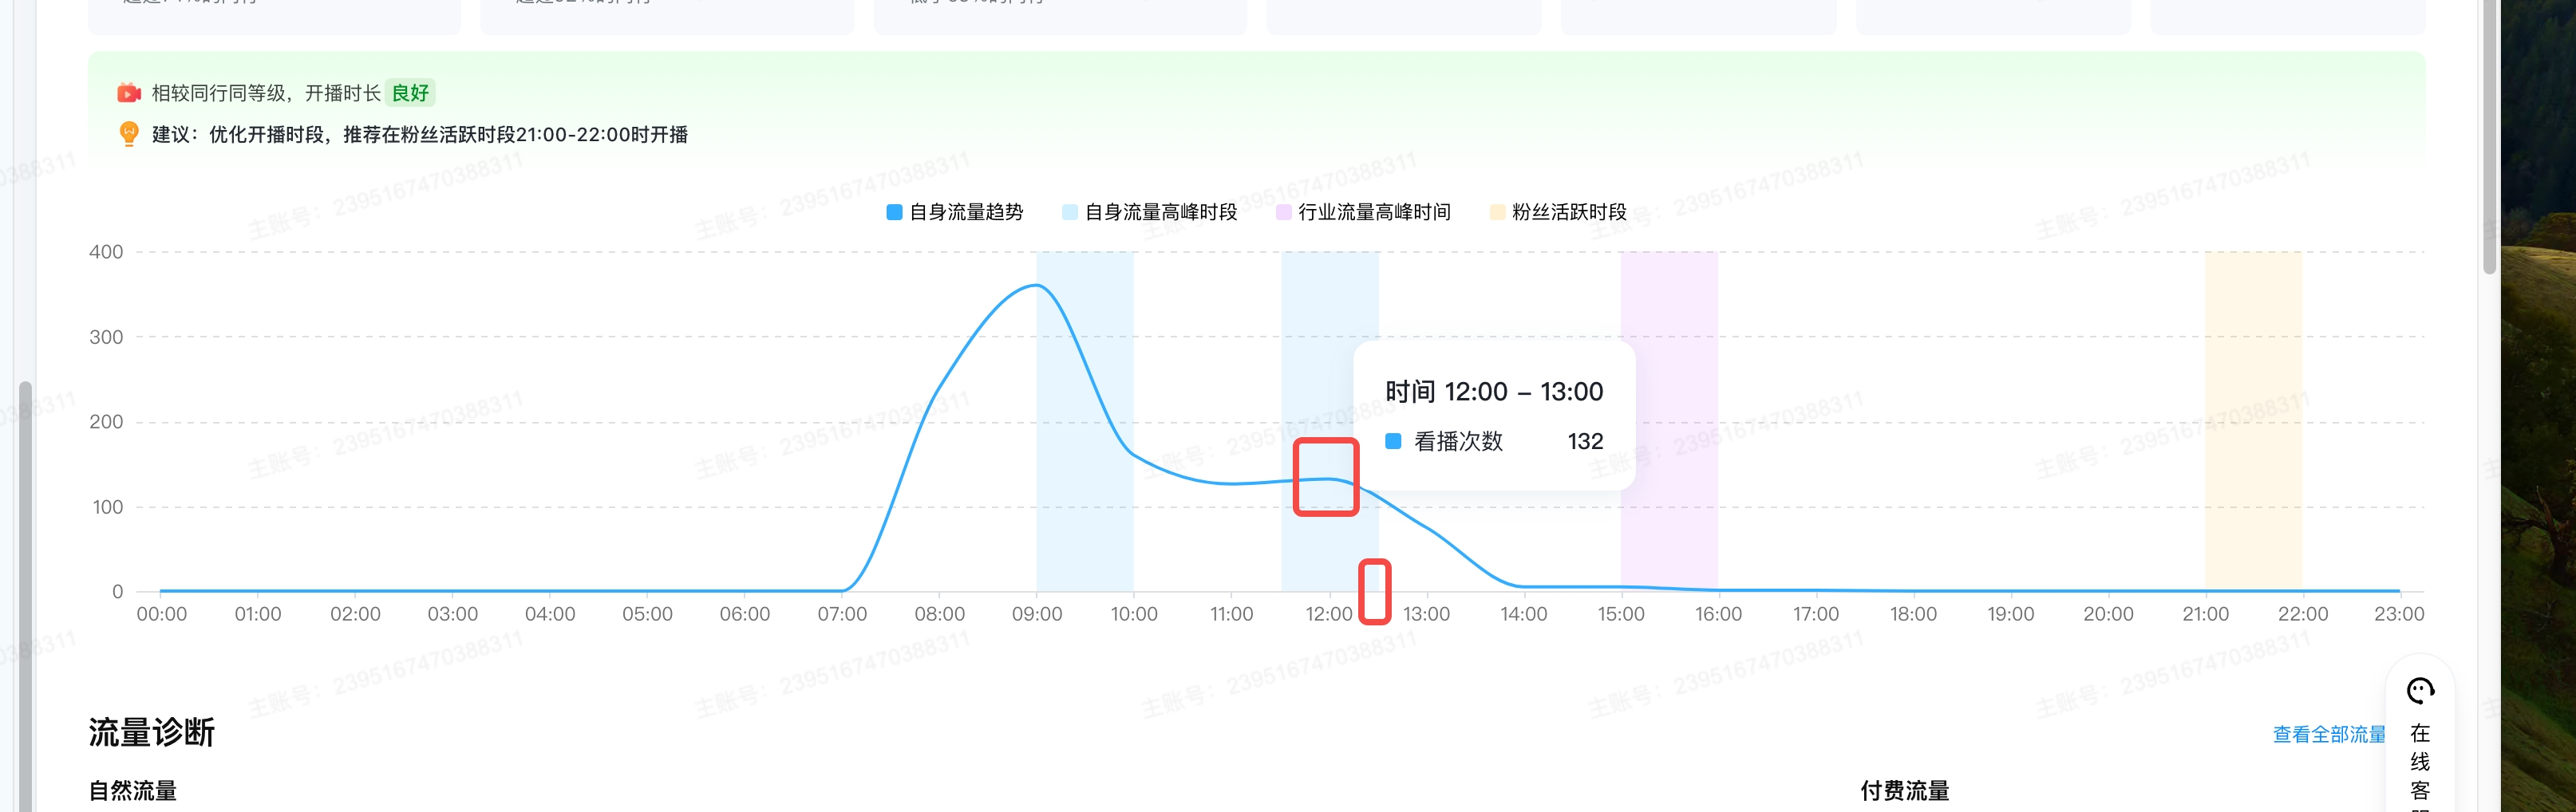 相较同行同等级，开播时长 良好
建议：优化开播时段，推荐在粉丝活跃时段21:00-22:00时开播
自身流量趋势 自身流量高峰时段 行业流量高峰时间 粉丝活跃时段
400
300
200
100
0
时间 12:00 – 13:00
看播次数 132
00:00 01:00 02:00 03:00 04:00 05:00 06:00 07:00 08:00 09:00 10:00 11:00 12:00 13:00 14:00 15:00 16:00 17:00 18:00 19:00 20:00 21:00 22:00 23:00
流量诊断
查看全部流量
自然流量
付费流量
在
线
客
主账号：2395167470388311